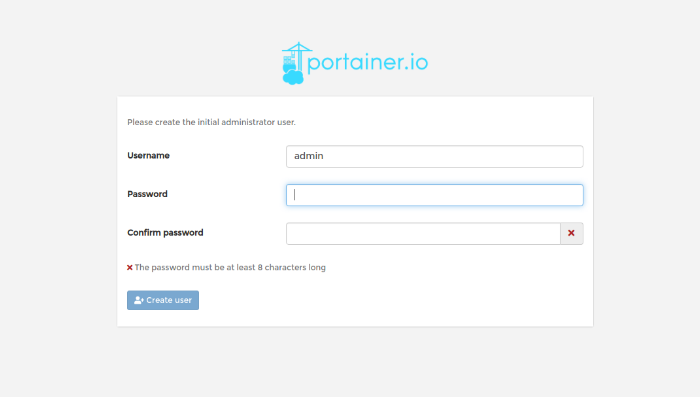 portainer.io
Please create the initial administrator user.
Username
admin
Password
Confirm password
The password must be at least 8 characters long
Create user